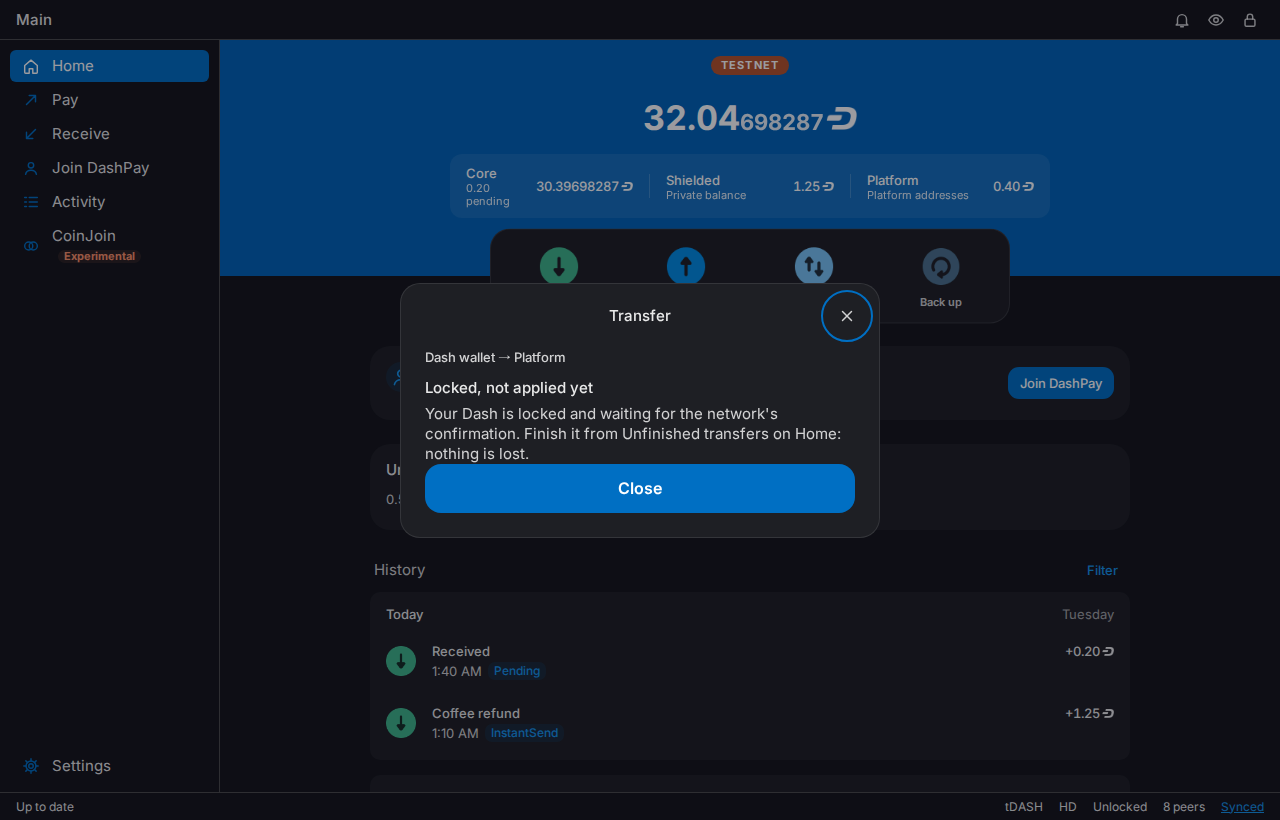 Main
Home
Pay
Receive
Join DashPay
Activity
CoinJoin
Experimental
Settings
TESTNET
32.04698287
Core
0.20
pending
30.39698287
Shielded
Private balance
1.25
Platform
Platform addresses
0.40
Back up
Transfer
Dash wallet → Platform
Locked, not applied yet
Your Dash is locked and waiting for the network's
confirmation. Finish it from Unfinished transfers on Home:
nothing is lost.
Close
Join DashPay
History
Filter
Today
Tuesday
Received
+0.20
1:40 AM Pending
Coffee refund
+1.25
1:10 AM InstantSend
Up to date
tDASH HD Unlocked 8 peers Synced